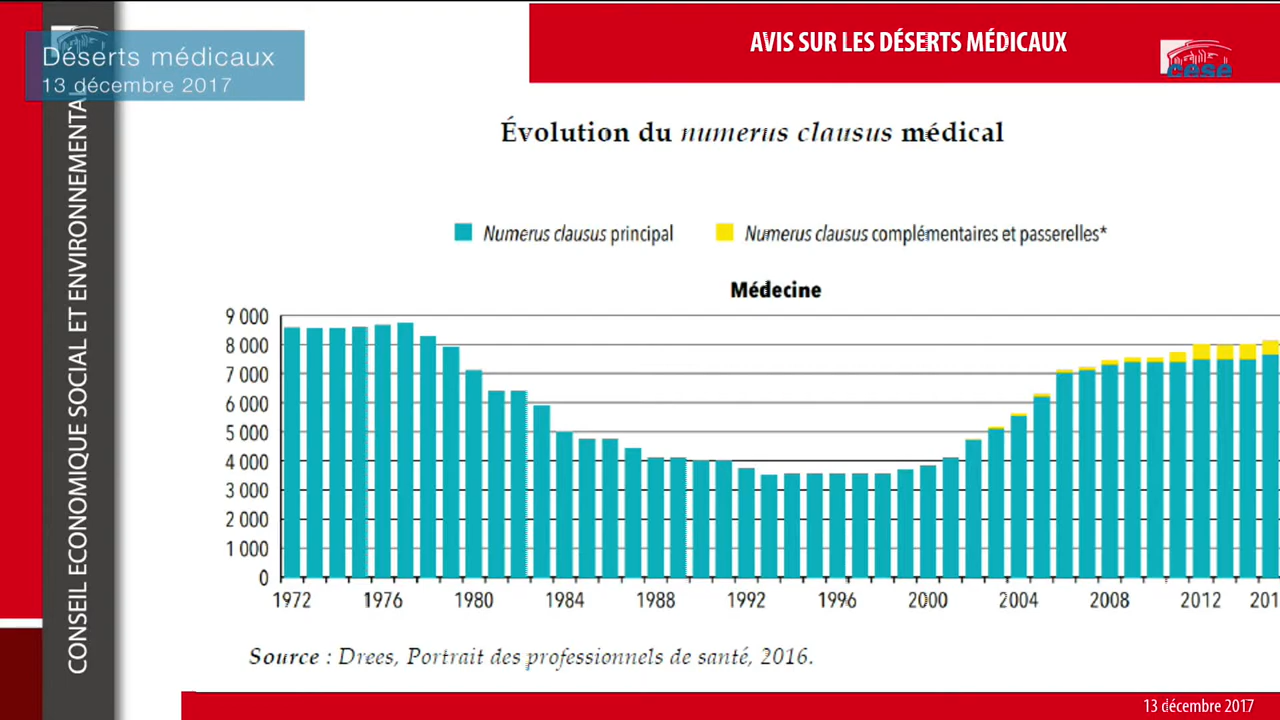 Déserts médicaux
13 décembre 2017
CONSEIL ECONOMIQUE SOCIAL ET ENVIRONNEMENTAL
AVIS SUR LES DÉSERTS MÉDICAUX
cese
Évolution du numerus clausus médical
Numerus clausus principal
Numerus clausus complémentaires et passerelles*
Médecine
9 000
8 000
7 000
6 000
5 000
4 000
3 000
2 000
1 000
0
1972 1976 1980 1984 1988 1992 1996 2000 2004 2008 2012 201
Source : Drees, Portrait des professionnels de santé, 2016.
13 décembre 2017